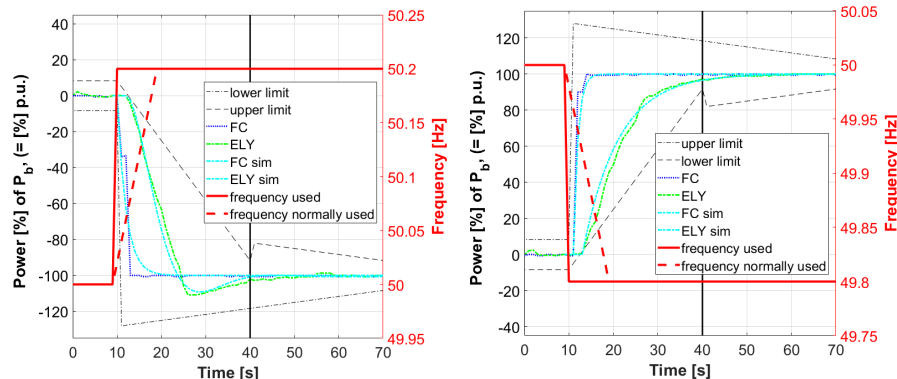 Power [%] of Pb, (= [%] p.u.)
40
20
0
-20
-40
-60
-80
-100
-120
0 10 20 30 40 50 60 70
Time [s]
50.25
50.2
50.15
50.1
50.05
50
49.95
Frequency [Hz]
lower limit
upper limit
FC
ELY
FC sim
ELY sim
frequency used
frequency normally used
Power [%] of Pb, (= [%] p.u.)
120
100
80
60
40
20
0
-20
-40
0 10 20 30 40 50 60 70
Time [s]
50.05
50
49.95
49.9
49.85
49.8
49.75
Frequency [Hz]
upper limit
lower limit
FC
ELY
FC sim
ELY sim
frequency used
frequency normally used